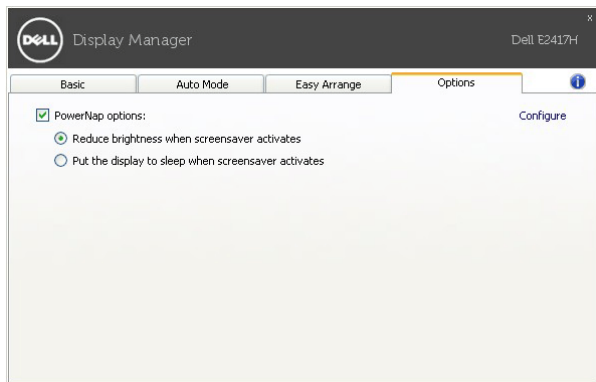 x
DELL Display Manager Dell E2417H
Basic Auto Mode Easy Arrange Options i
PowerNap options: Configure
Reduce brightness when screensaver activates
Put the display to sleep when screensaver activates